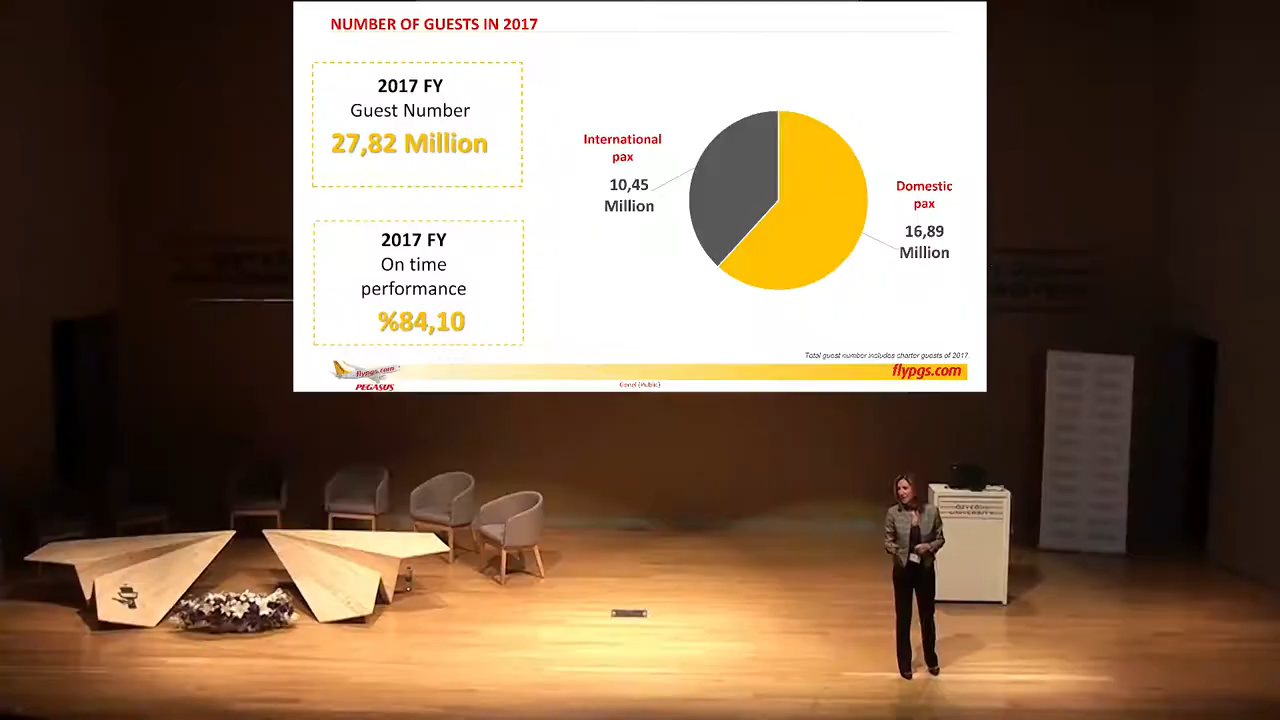 NUMBER OF GUESTS IN 2017
2017 FY
Guest Number
27,82 Million
2017 FY
On time
performance
%84,10
International
pax
10,45
Million
Domestic
pax
16,89
Million
Total guest number includes charter guests of 2017.
flypgs.com
PEGASUS
flypgs.com
Genel (Public)
UNIVERSITY